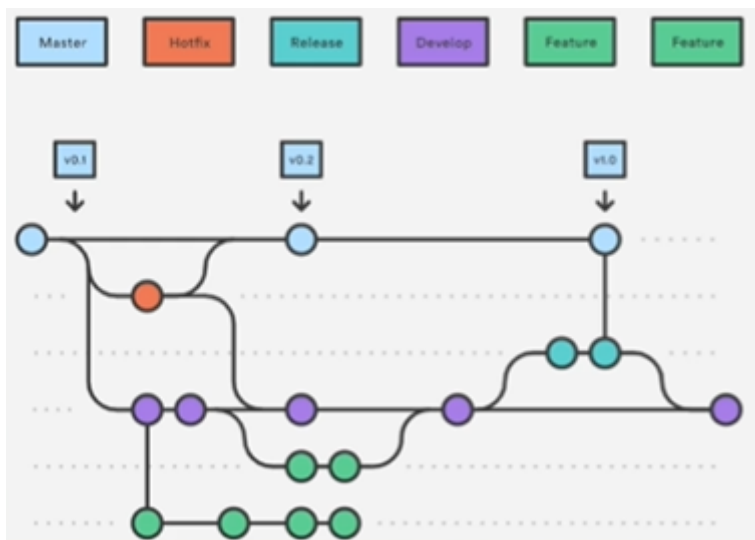 Master
Hotfix
Release
Develop
Feature
Feature
v0.1
v0.2
v1.0